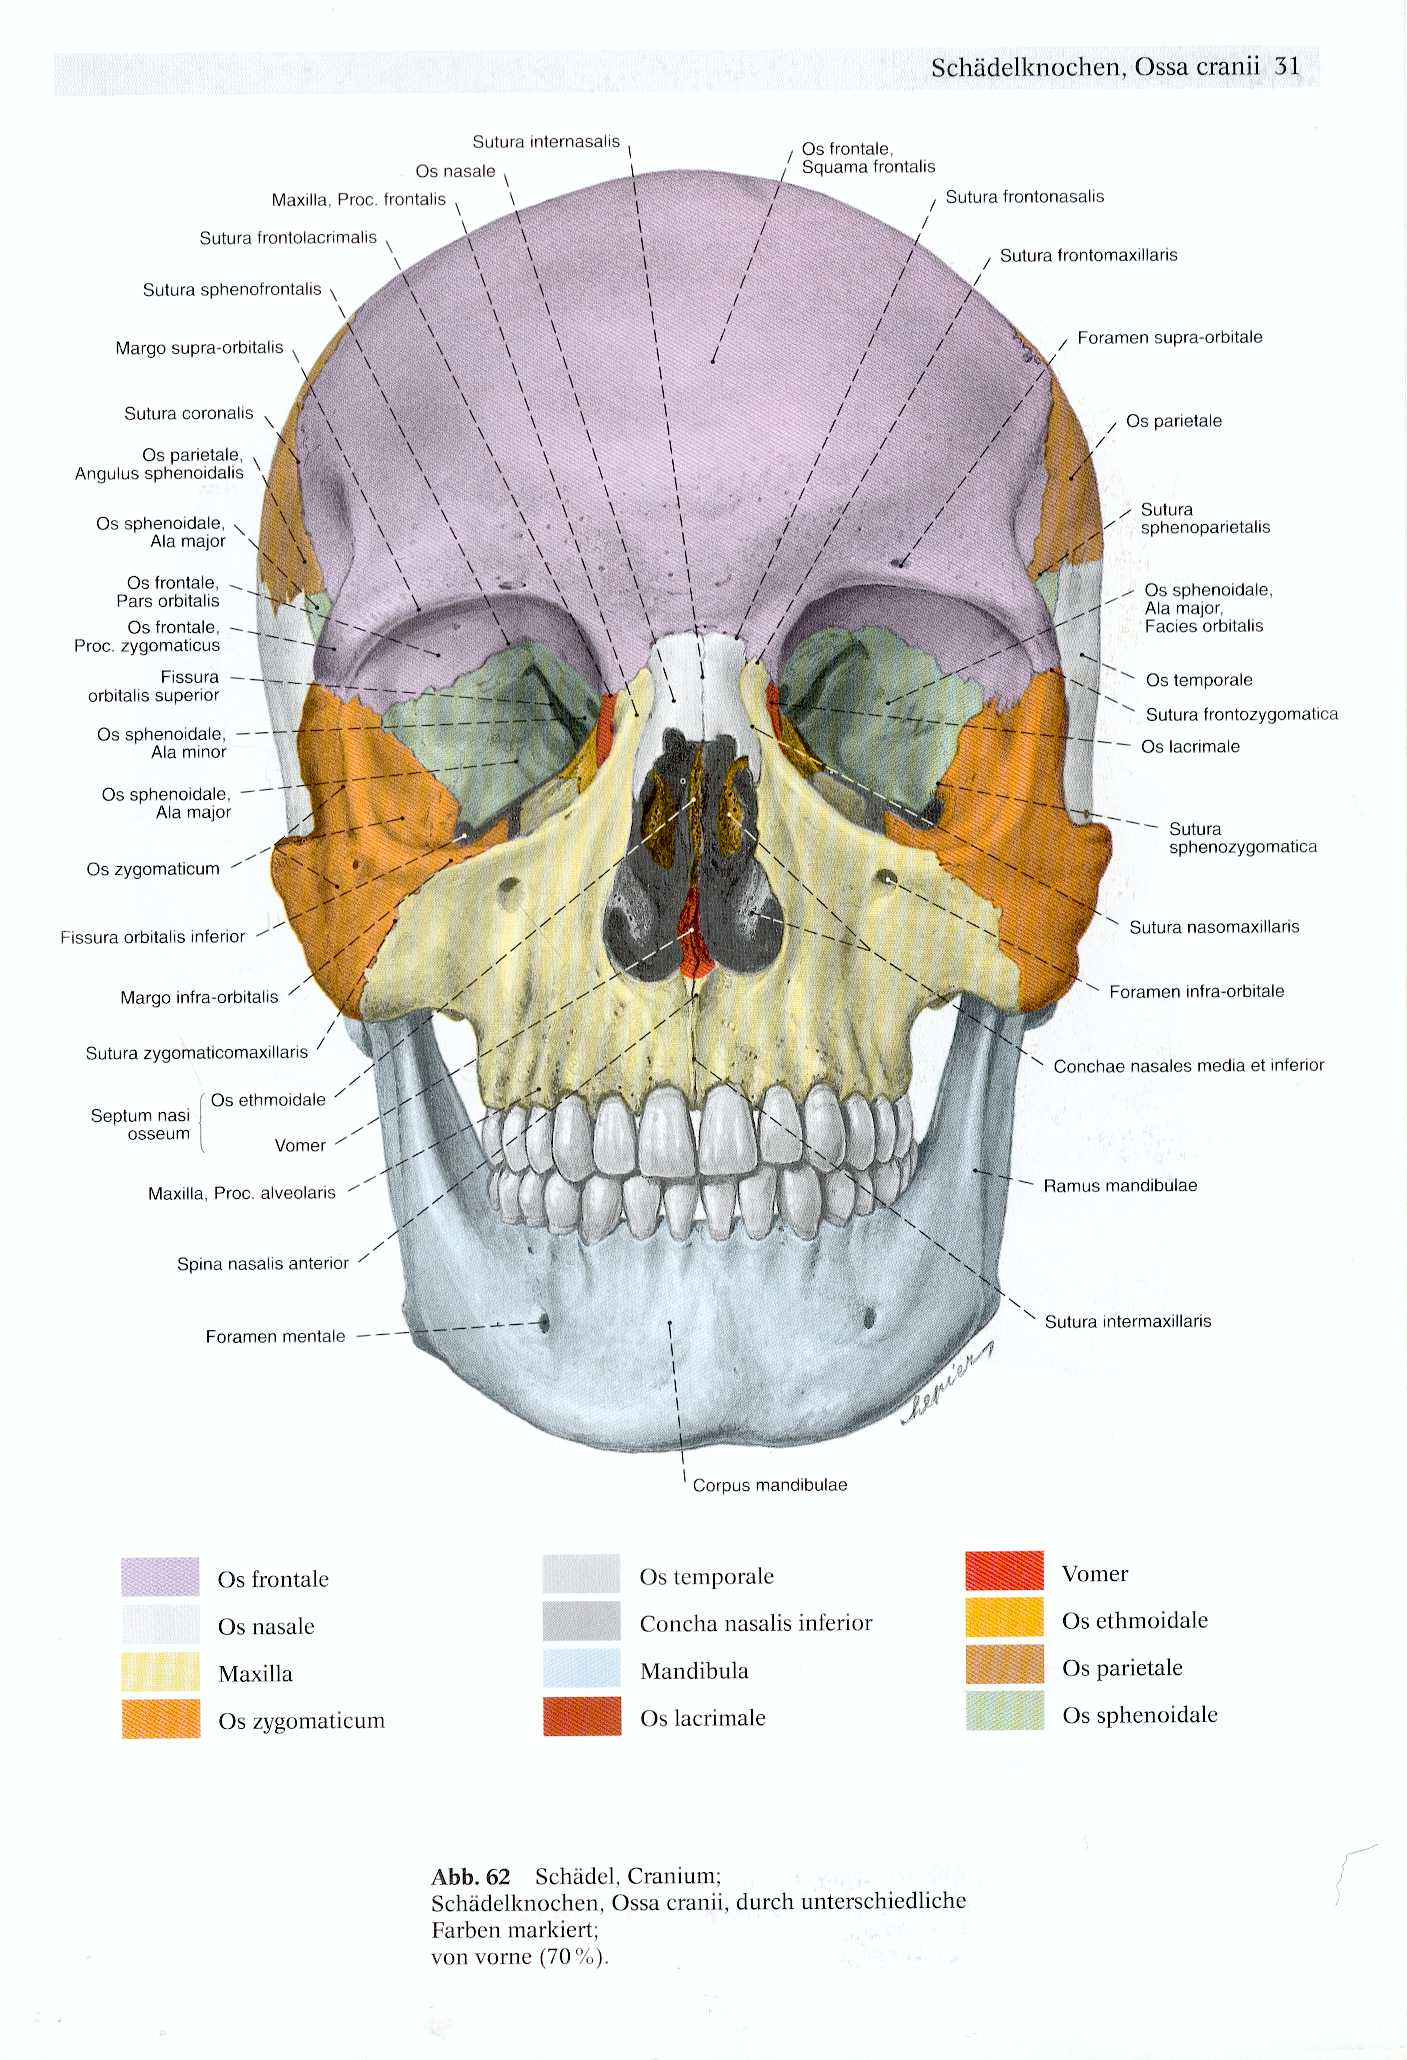 Schädelknochen, Ossa cranii 31
Sutura internasalis
Os nasale
Maxilla, Proc. frontalis
Sutura frontolacrimalis
Sutura sphenofrontalis
Margo supra-orbitalis
Sutura coronalis
Os parietale,
Angulus sphenoidalis
Os sphenoidale,
Ala major
Os frontale,
Pars orbitalis
Os frontale,
Proc. zygomaticus
Fissura
orbitalis superior
Os sphenoidale,
Ala minor
Os sphenoidale,
Ala major
Os zygomaticum
Fissura orbitalis inferior
Margo infra-orbitalis
Sutura zygomaticomaxillaris
Septum nasi
osseum
Os ethmoidale
Vomer
Maxilla, Proc. alveolaris
Spina nasalis anterior
Foramen mentale
Os frontale,
Squama frontalis
Sutura frontonasalis
Sutura frontomaxillaris
Foramen supra-orbitale
Os parietale
Sutura
sphenoparietalis
Os sphenoidale,
Ala major,
Facies orbitalis
Os temporale
Sutura frontozygomatica
Os lacrimale
Sutura
sphenozygomatica
Sutura nasomaxillaris
Foramen infra-orbitale
Conchae nasales media et inferior
Ramus mandibulae
Sutura intermaxillaris
Corpus mandibulae
Os frontale
Os nasale
Maxilla
Os zygomaticum
Os temporale
Concha nasalis inferior
Mandibula
Os lacrimale
Vomer
Os ethmoidale
Os parietale
Os sphenoidale
Abb. 62 Schädel, Cranium;
Schädelknochen, Ossa cranii, durch unterschiedliche
Farben markiert;
von vorne (70 %).